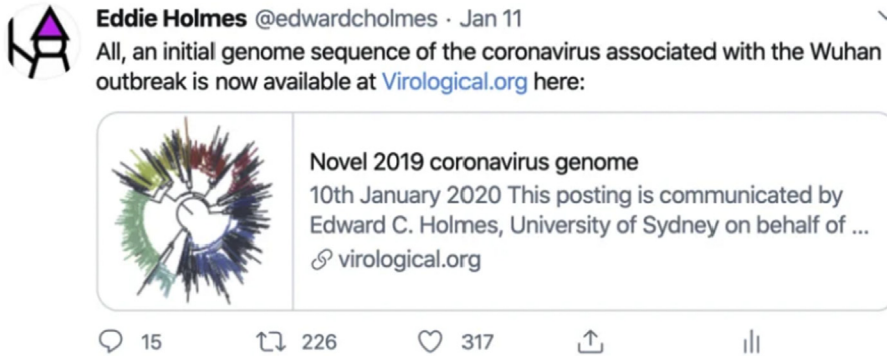 Eddie Holmes @edwardcholmes · Jan 11
All, an initial genome sequence of the coronavirus associated with the Wuhan
outbreak is now available at Virological.org here:
Novel 2019 coronavirus genome
10th January 2020 This posting is communicated by
Edward C. Holmes, University of Sydney on behalf of ...
virological.org
15 226 317